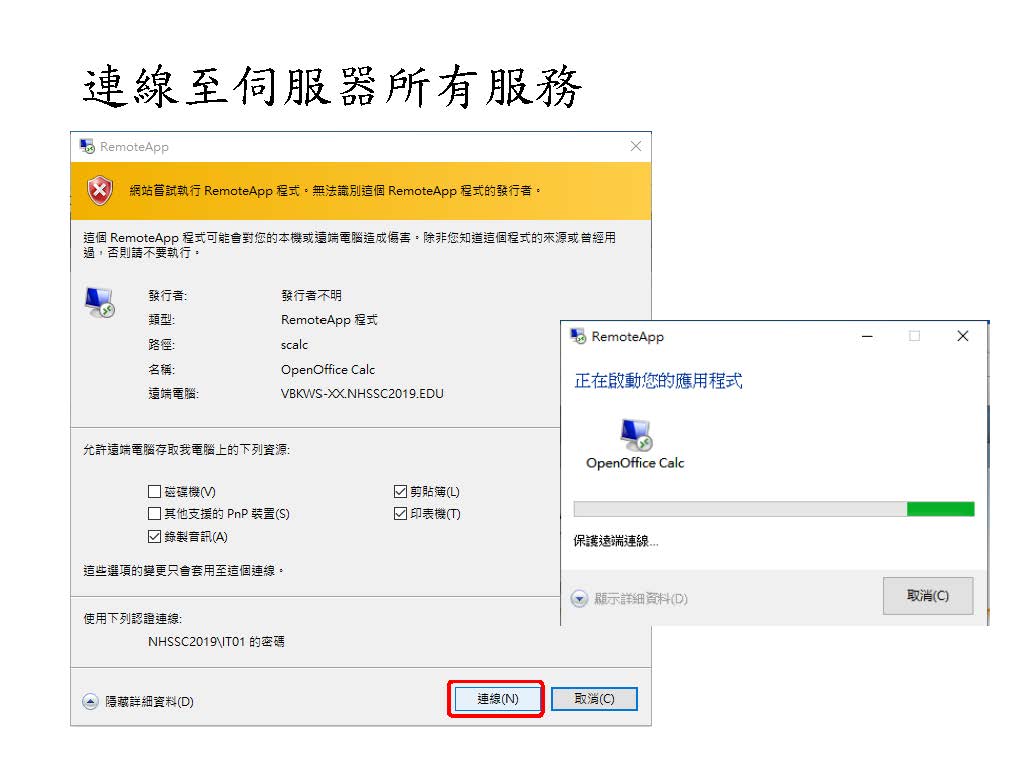 連線至伺服器所有服務
RemoteApp
網站嘗試執行 RemoteApp 程式。無法識別這個 RemoteApp 程式的發行者。
這個 RemoteApp 程式可能會對您的本機或遠端電腦造成傷害。除非您知道這個程式的來源或曾經用
過，否則請不要執行。
發行者: 發行者不明
類型: RemoteApp 程式
路徑: scalc
名稱: OpenOffice Calc
遠端電腦: VBKWS-XX.NHSSC2019.EDU
允許遠端電腦存取我電腦上的下列資源:
磁碟機(V) 剪貼簿(L)
其他支援的 PnP 裝置(S) 印表機(T)
錄製音訊(A)
這些選項的變更只會套用至這個連線。
使用下列認證連線:
NHSSC2019\IT01 的密碼
隱藏詳細資料(D) 連線(N) 取消(C)
RemoteApp
正在啟動您的應用程式
OpenOffice Calc
保護遠端連線...
顯示詳細資料(D) 取消(C)